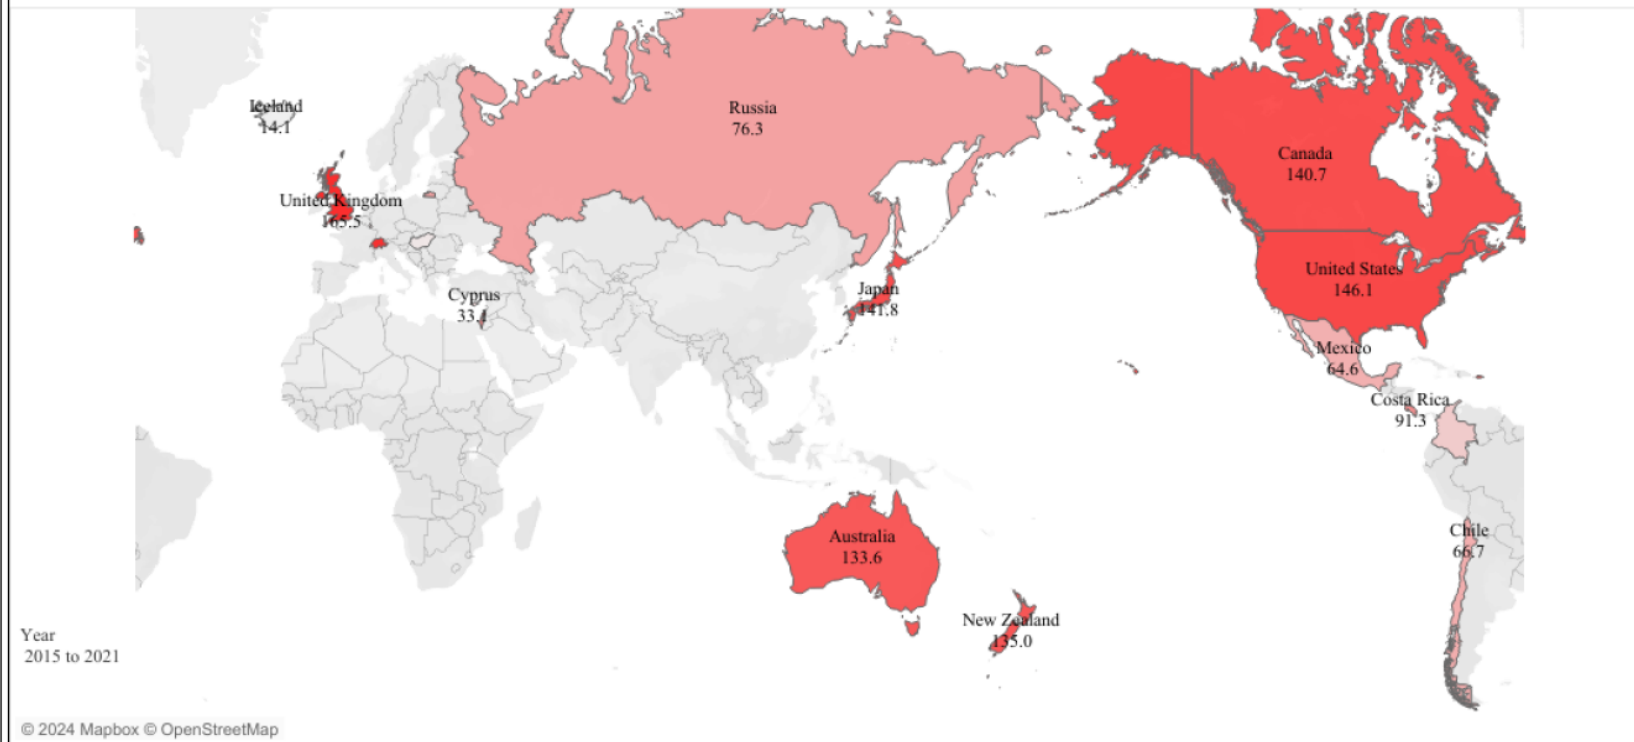 Russia
76.3
Iceland
14.1
Canada
140.7
United Kingdom
165.5
United States
146.1
Cyprus
33.1
Japan
141.8
Mexico
64.6
Costa Rica
91.3
Chile
66.7
Australia
133.6
New Zealand
135.0
Year
2015 to 2021
© 2024 Mapbox © OpenStreetMap